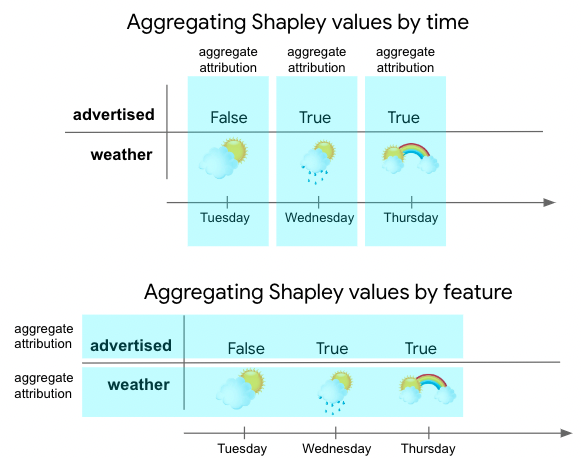 Aggregating Shapley values by time
aggregate attribution aggregate attribution aggregate attribution
advertised False True True
weather
Tuesday Wednesday Thursday
Aggregating Shapley values by feature
aggregate attribution
advertised False True True
aggregate attribution
weather
Tuesday Wednesday Thursday